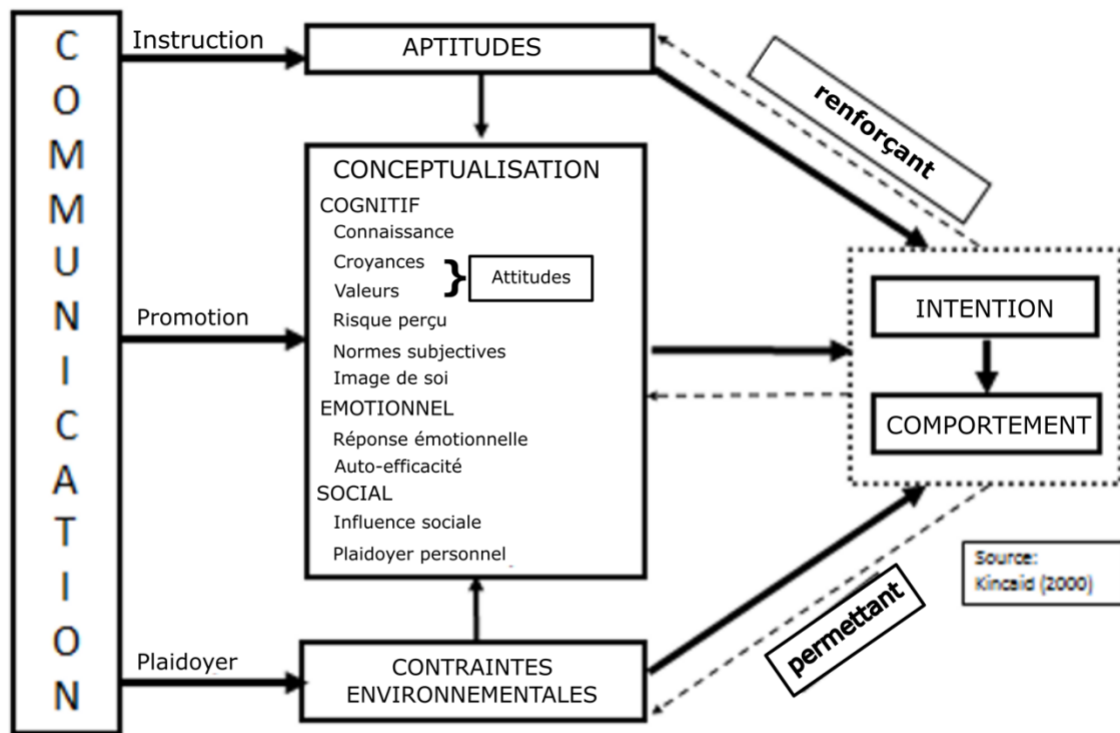 COMMUNICATION
Instruction
APTITUDES
renforçant
CONCEPTUALISATION
COGNITIF
Connaissance
Croyances
Valeurs
} Attitudes
Risque perçu
Normes subjectives
Image de soi
EMOTIONNEL
Réponse émotionnelle
Auto-efficacité
SOCIAL
Influence sociale
Plaidoyer personnel
Promotion
INTENTION
COMPORTEMENT
Plaidoyer
CONTRAINTES
ENVIRONNEMENTALES
permettant
Source:
Kincaid (2000)